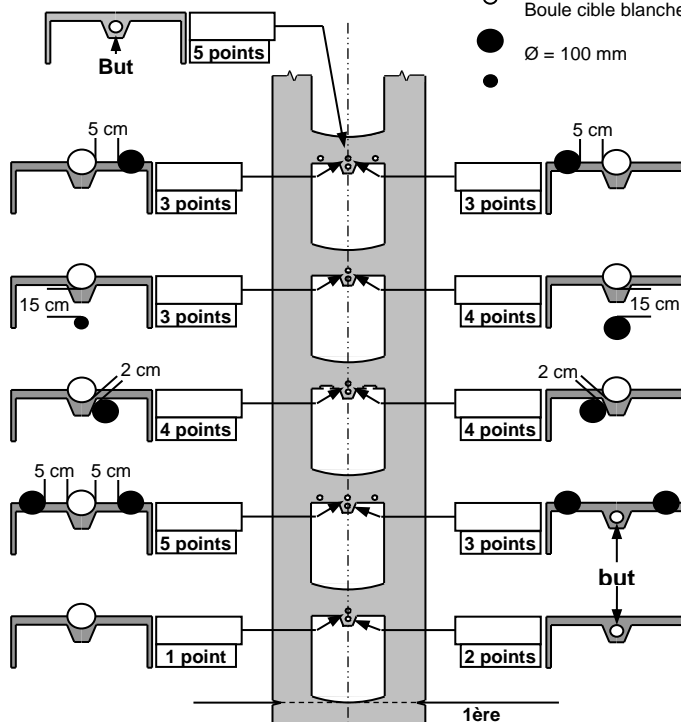 Boule cible blanche
Ø = 100 mm
5 points
But
5 cm
3 points
5 cm
3 points
15 cm
3 points
4 points
15 cm
2 cm
4 points
2 cm
4 points
5 cm 5 cm
5 points
3 points
but
1 point
2 points
1ère